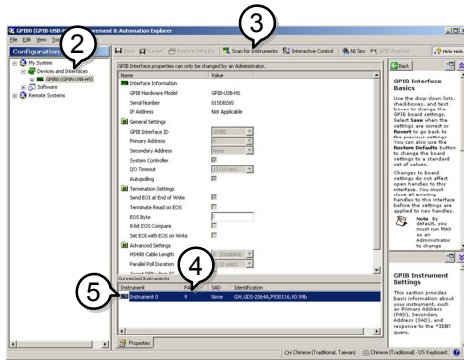 GPIB0 (GPIB-USB-HS)
& Automation Explorer
File Edit View Tools
Configuration
My System
Devices and Interfaces
GPIB0 (GPIB-USB-HS)
Software
Remote Systems
2
3
Save
Revert
Restore Defaults
Scan for Instruments
Interactive Control
NI Spy
GPIB Analyzer
Hide Help
GPIB Interface properties can only be changed by an Administrator.
Name Value
Interface Information
GPIB Hardware Model GPIB-USB-HS
Serial Number 015D8265
IP Address Not Applicable
General Settings
GPIB Interface ID GPIB0
Primary Address 0
Secondary Address None
System Controller
I/O Timeout 10 (10 sec)
Autopolling
Termination Settings
Send EOI at End of Write
Terminate Read on EOS
EOS Byte 0
8-bit EOS Compare
Set EOI with EOS on Write
Advanced Settings
HS488 Cable Length 0 (Disabled)
Parallel Poll Duration
Connected Instruments
4
5
Instrument PAD SAD Identification
Instrument 0 9 None GW,GDS-2064A,P930116,V0.99b
Properties
Back
GPIB Interface
Basics
Use the drop-down lists,
checkboxes, and text
boxes to change the
GPIB board settings.
Select Save when the
settings are correct or
Revert to go back to
the previous settings.
You can also use the
Restore Defaults button
to change the board
settings to a standard
set of values.
Changes to board
settings do not affect
open handles to this
interface. You must
close all existing
handles to this interface
before the settings are
applied to new handles.
Note By
default, you
must run MAX
as an
Administrator
to change
GPIB Instrument
Settings
This section provides
basic information about
your instrument, such
as Primary Address
(PAD), Secondary
Address (SAD), and
response to the *IDN?
query.
CH Chinese (Traditional, Taiwan)
Chinese (Traditional) - US Keyboard